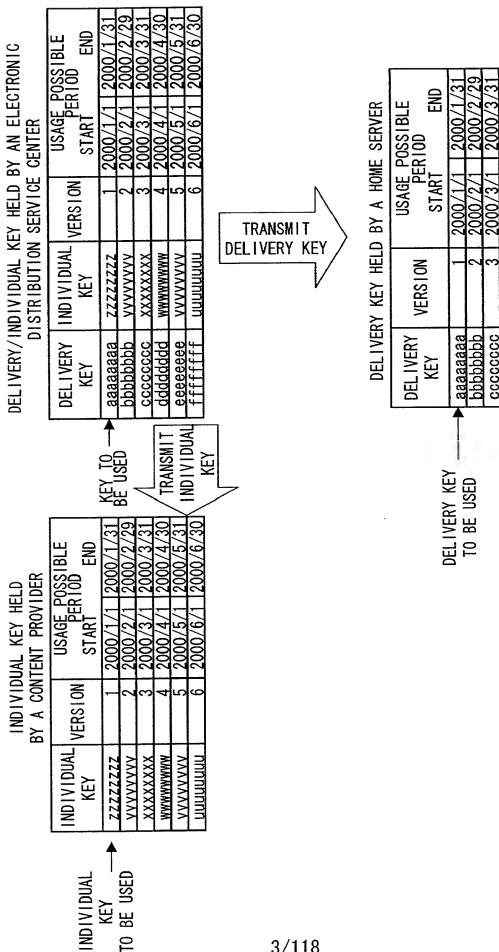 INDIVIDUAL KEY HELD
BY A CONTENT PROVIDER
INDIVIDUAL KEY VERSION USAGE POSSIBLE PERIOD START END
zzzzzzzz 1 2000/1/1 2000/1/31
yyyyyyyy 2 2000/2/1 2000/2/29
xxxxxxxx 3 2000/3/1 2000/3/31
wwwwwwww 4 2000/4/1 2000/4/30
vvvvvvvv 5 2000/5/1 2000/5/31
uuuuuuuu 6 2000/6/1 2000/6/30
INDIVIDUAL
KEY
TO BE USED
TRANSMIT
INDIVIDUAL
KEY
KEY TO
BE USED
DELIVERY/INDIVIDUAL KEY HELD BY AN ELECTRONIC
DISTRIBUTION SERVICE CENTER
DELIVERY KEY INDIVIDUAL KEY VERSION USAGE POSSIBLE PERIOD START END
aaaaaaaa zzzzzzzz 1 2000/1/1 2000/1/31
bbbbbbbb yyyyyyyy 2 2000/2/1 2000/2/29
cccccccc xxxxxxxx 3 2000/3/1 2000/3/31
dddddddd wwwwwwww 4 2000/4/1 2000/4/30
eeeeeeee vvvvvvvv 5 2000/5/1 2000/5/31
ffffffff uuuuuuuu 6 2000/6/1 2000/6/30
TRANSMIT
DELIVERY KEY
DELIVERY KEY HELD BY A HOME SERVER
DELIVERY KEY VERSION USAGE POSSIBLE PERIOD START END
aaaaaaaa 1 2000/1/1 2000/1/31
bbbbbbbb 2 2000/2/1 2000/2/29
cccccccc 3 2000/3/1 2000/3/31
DELIVERY KEY
TO BE USED
3/118